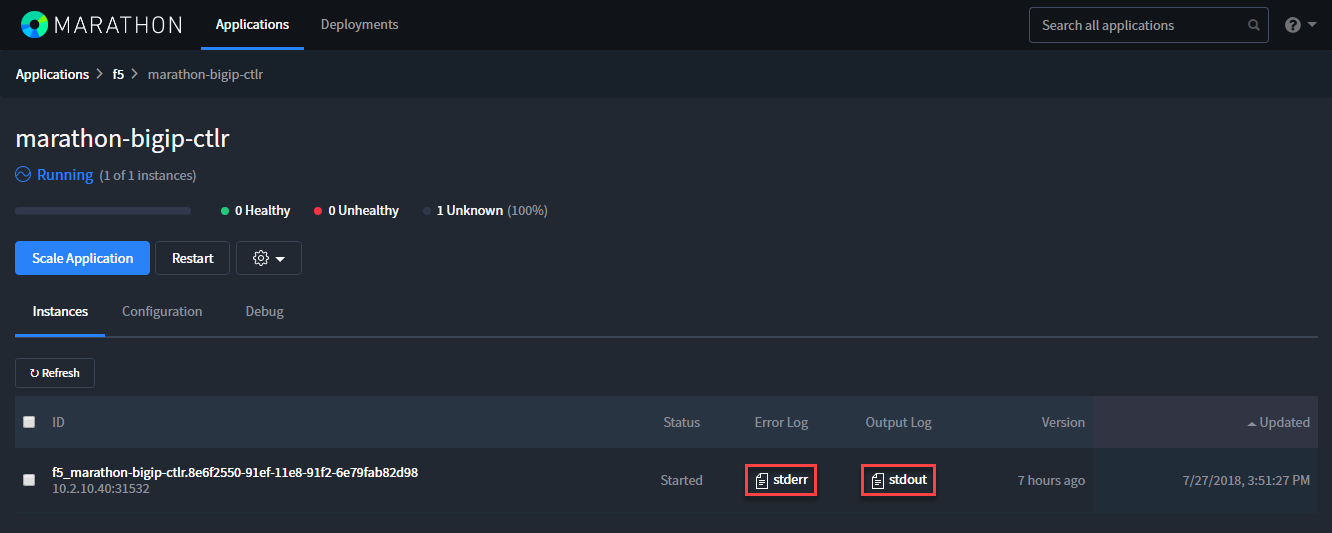 MARATHON Applications Deployments Search all applications ?
Applications > f5 > marathon-bigip-ctlr
marathon-bigip-ctlr
Running (1 of 1 instances)
0 Healthy 0 Unhealthy 1 Unknown (100%)
Scale Application Restart
Instances Configuration Debug
↻ Refresh
ID Status Error Log Output Log Version Updated
f5_marathon-bigip-ctlr.8e6f2550-91ef-11e8-91f2-6e79fab82d98 Started stderr stdout 7 hours ago 7/27/2018, 3:51:27 PM
10.2.10.40:31532